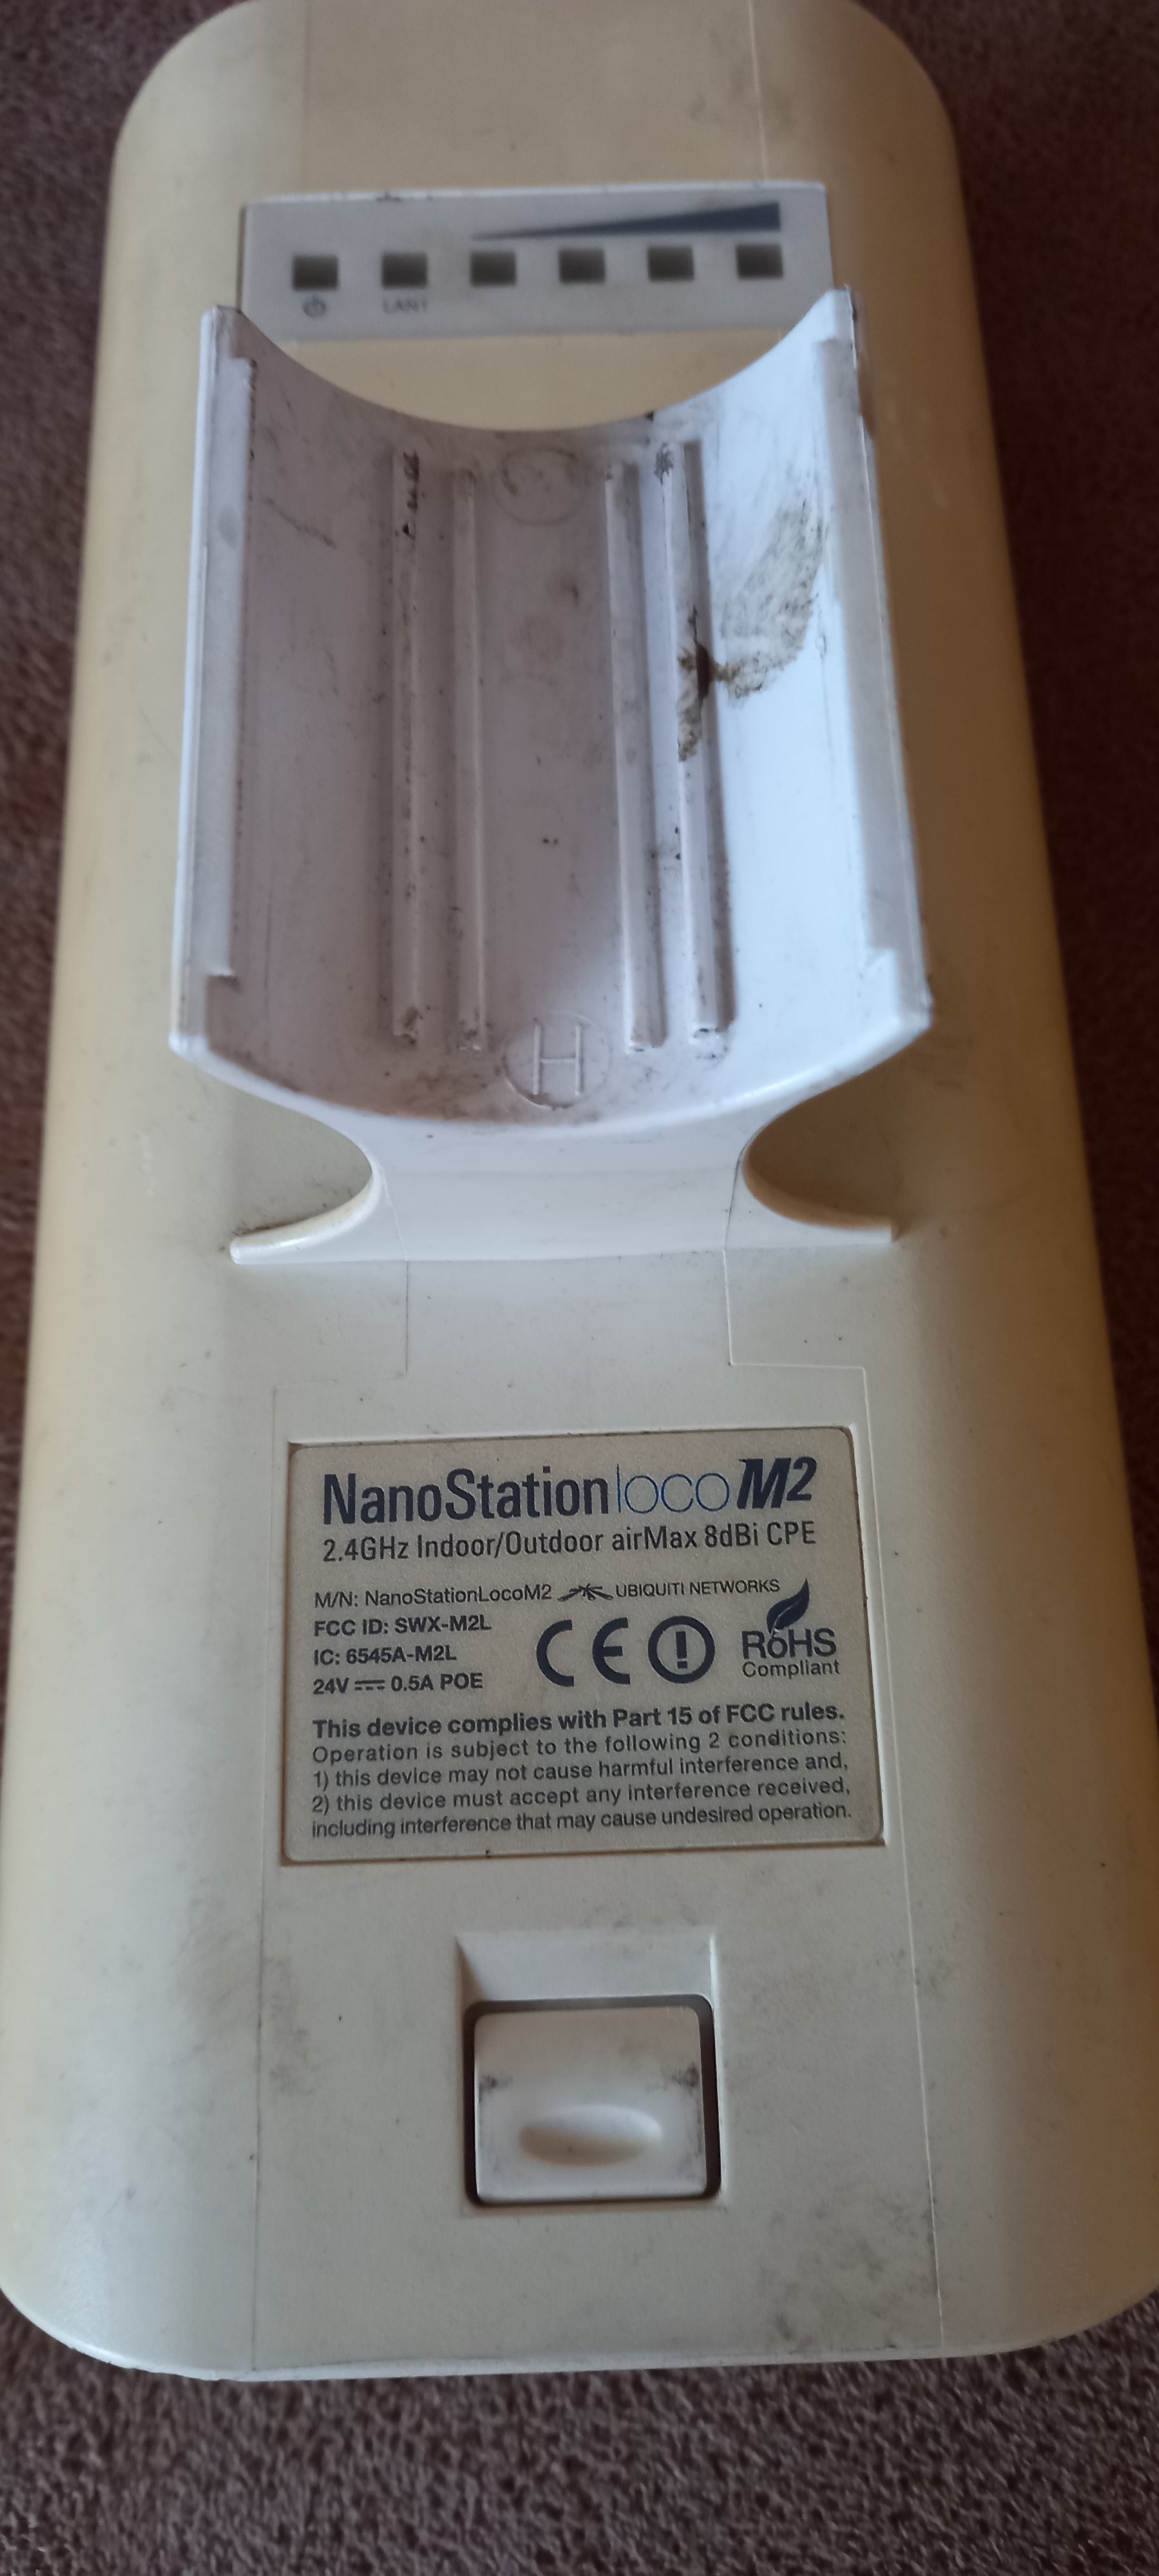 LAN1
H
NanoStation loco M2
2.4GHz Indoor/Outdoor airMax 8dBi CPE
M/N: NanoStationLocoM2 UBIQUITI NETWORKS
FCC ID: SWX-M2L
IC: 6545A-M2L
24V 0.5A POE
CE
RoHS
Compliant
This device complies with Part 15 of FCC rules.
Operation is subject to the following 2 conditions:
1) this device may not cause harmful interference and,
2) this device must accept any interference received,
including interference that may cause undesired operation.